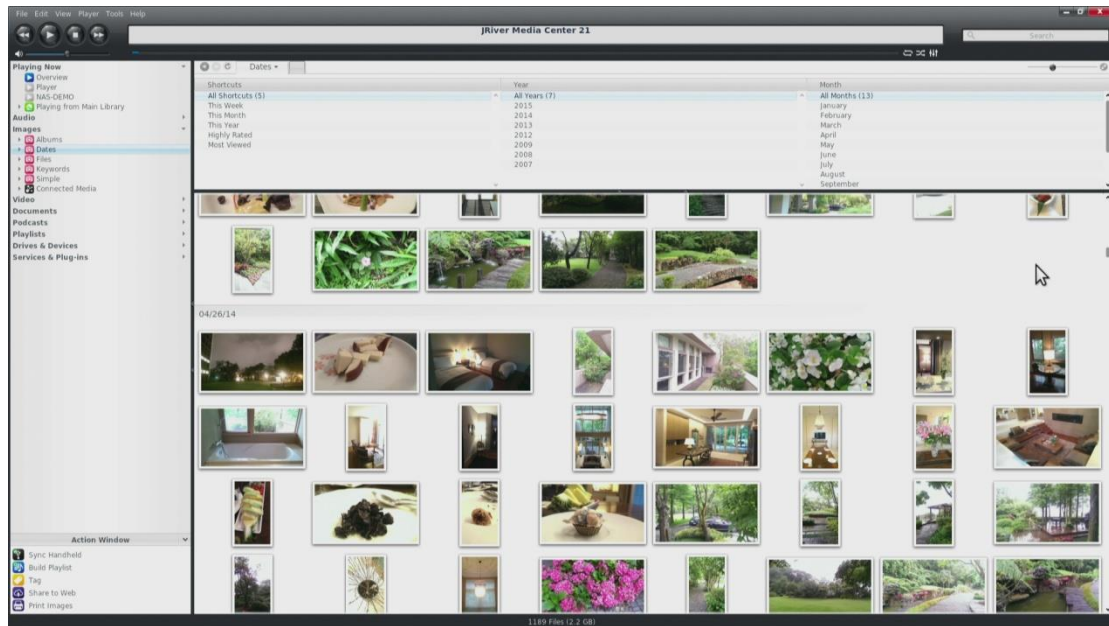 File Edit View Player Tools Help
JRiver Media Center 21
Search
Playing Now
Overview
Player
NAS-DEMO
Playing from Main Library
Audio
Images
Albums
Dates
Files
Keywords
Simple
Connected Media
Video
Documents
Podcasts
Playlists
Drives & Devices
Services & Plug-ins
Dates
Shortcuts
All Shortcuts (5)
This Week
This Month
This Year
Highly Rated
Most Viewed
Year
All Years (7)
2015
2014
2013
2012
2009
2008
2007
Month
All Months (13)
January
February
March
April
May
June
July
August
September
04/26/14
Action Window
Sync Handheld
Build Playlist
Tag
Share to Web
Print Images
1189 Files (2.2 GB)